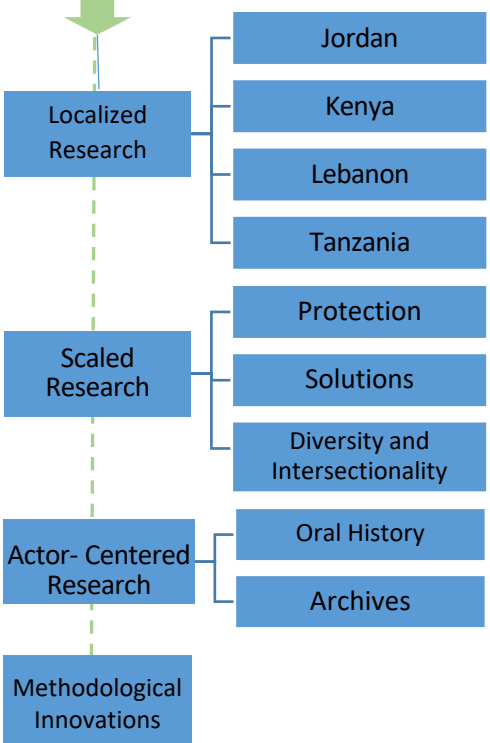 Localized
Research
Jordan
Kenya
Lebanon
Tanzania
Scaled
Research
Protection
Solutions
Diversity and
Intersectionality
Actor- Centered
Research
Oral History
Archives
Methodological
Innovations